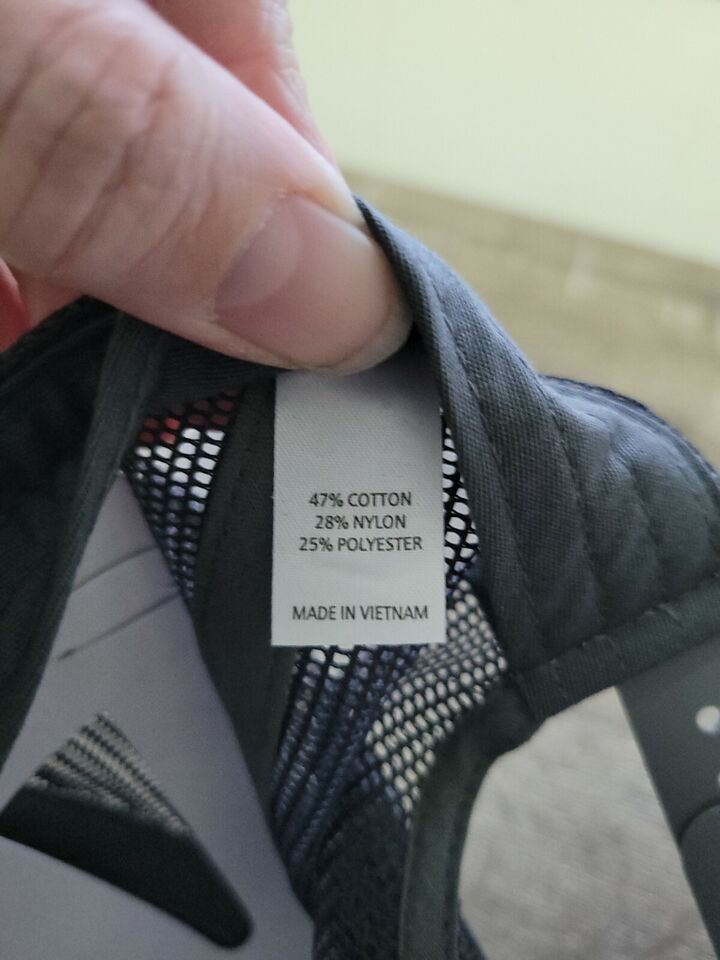 47% COTTON
28% NYLON
25% POLYESTER
MADE IN VIETNAM